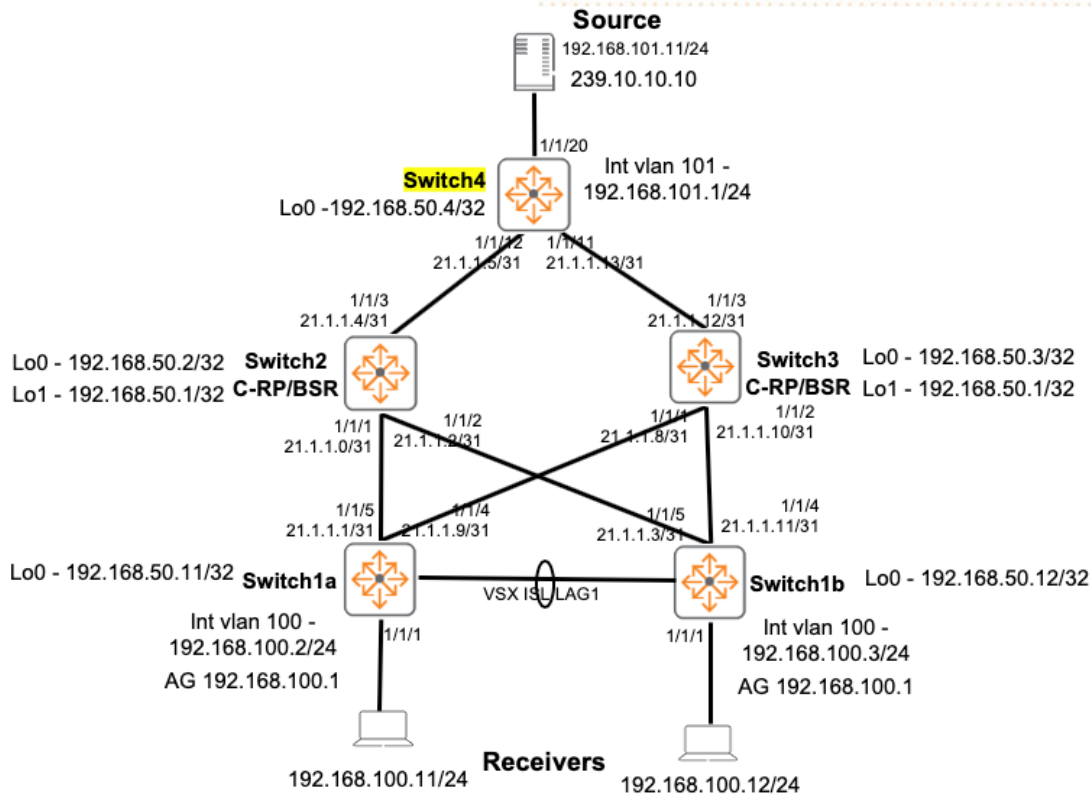 Source
192.168.101.11/24
239.10.10.10
1/1/20
Int vlan 101 -
192.168.101.1/24
Switch4
Lo0 -192.168.50.4/32
1/1/12
21.1.1.5/31
1/1/11
21.1.1.13/31
1/1/3
21.1.1.4/31
1/1/3
21.1.1.12/31
Lo0 - 192.168.50.2/32
Lo1 - 192.168.50.1/32
Switch2
C-RP/BSR
Switch3
C-RP/BSR
Lo0 - 192.168.50.3/32
Lo1 - 192.168.50.1/32
1/1/1
21.1.1.0/31
1/1/2
21.1.1.2/31
1/1/1
21.1.1.8/31
1/1/2
21.1.1.10/31
1/1/5
21.1.1.1/31
1/1/4
21.1.1.9/31
1/1/5
21.1.1.3/31
1/1/4
21.1.1.11/31
Lo0 - 192.168.50.11/32
Switch1a
VSX ISL/LAG1
Switch1b
Lo0 - 192.168.50.12/32
Int vlan 100 -
192.168.100.2/24
AG 192.168.100.1
1/1/1
1/1/1
Int vlan 100 -
192.168.100.3/24
AG 192.168.100.1
Receivers
192.168.100.11/24
192.168.100.12/24